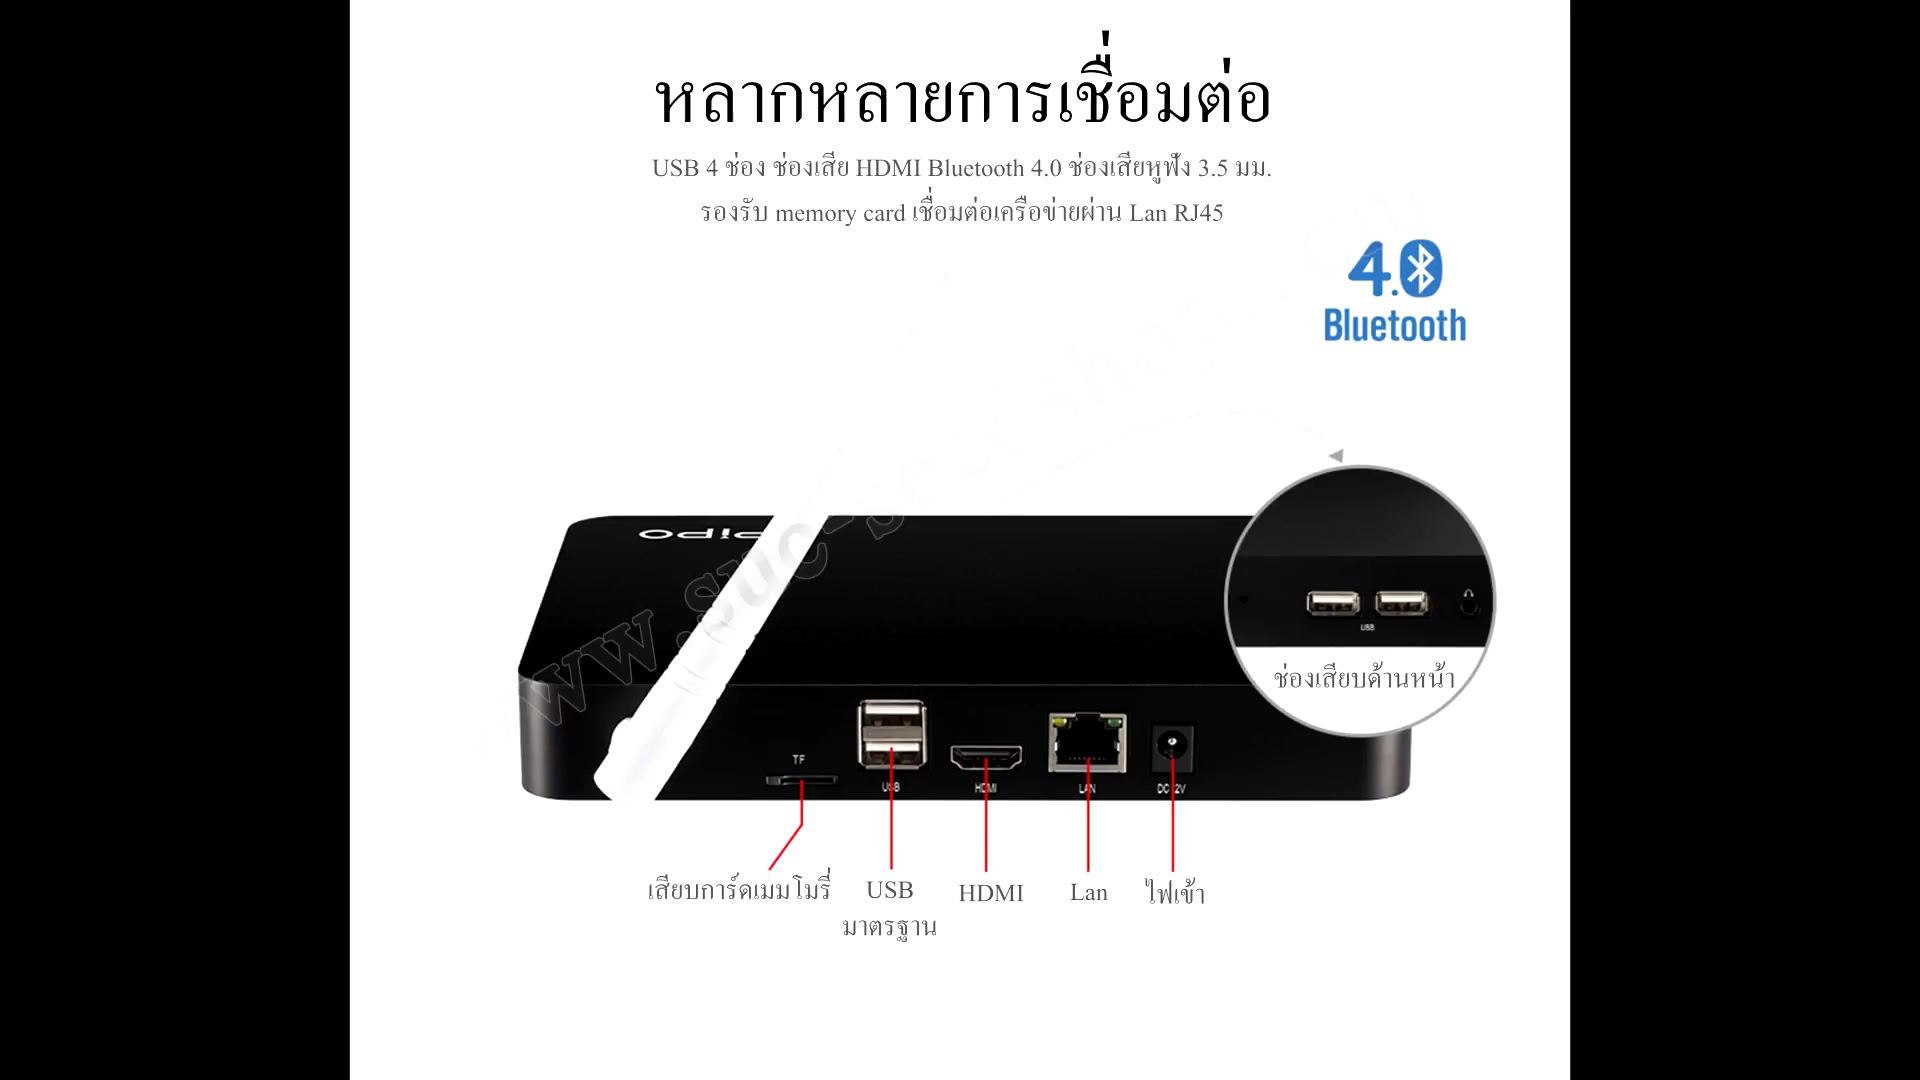 หลากหลายการเชื่อมต่อ
USB 4 ช่อง ช่องเสีย HDMI Bluetooth 4.0 ช่องเสียหูฟัง 3.5 มม.
รองรับ memory card เชื่อมต่อเครือข่ายผ่าน Lan RJ45
4.0
Bluetooth
PiPO
USB
ช่องเสียบด้านหน้า
TF
USB
HDMI
LAN
DC12V
เสียบการ์ดเมมโมรี่
USB
มาตรฐาน
HDMI
Lan
ไฟเข้า